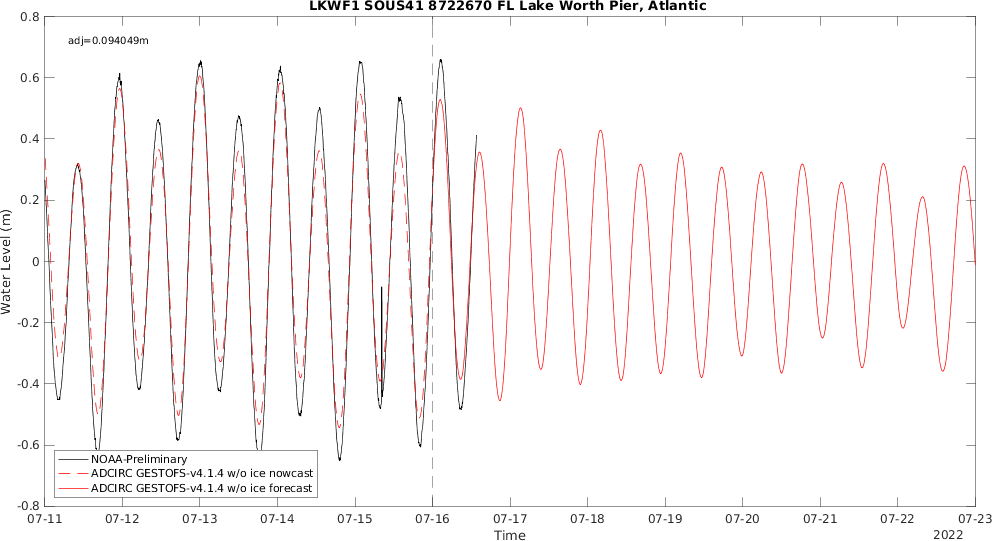 LKWF1 SOUS41 8722670 FL Lake Worth Pier, Atlantic
adj=0.094049m
0.8
0.6
0.4
0.2
0
-0.2
-0.4
-0.6
-0.8
Water Level (m)
NOAA-Preliminary
ADCIRC GESTOFS-v4.1.4 w/o ice nowcast
ADCIRC GESTOFS-v4.1.4 w/o ice forecast
07-11 07-12 07-13 07-14 07-15 07-16 07-17 07-18 07-19 07-20 07-21 07-22 07-23
Time
2022